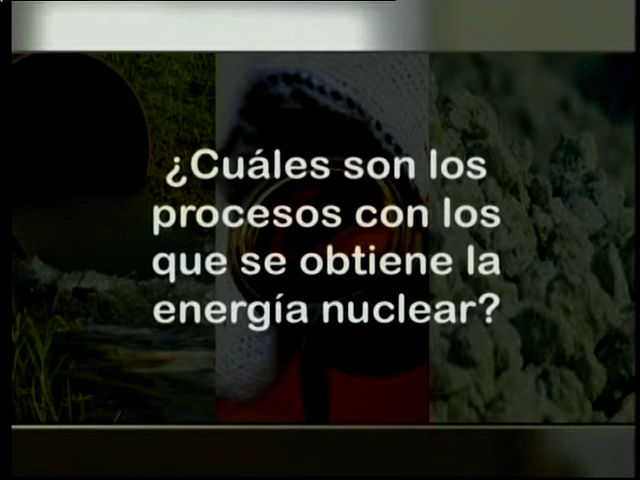 ¿Cuáles son los
procesos con los
que se obtiene la
energía nuclear?